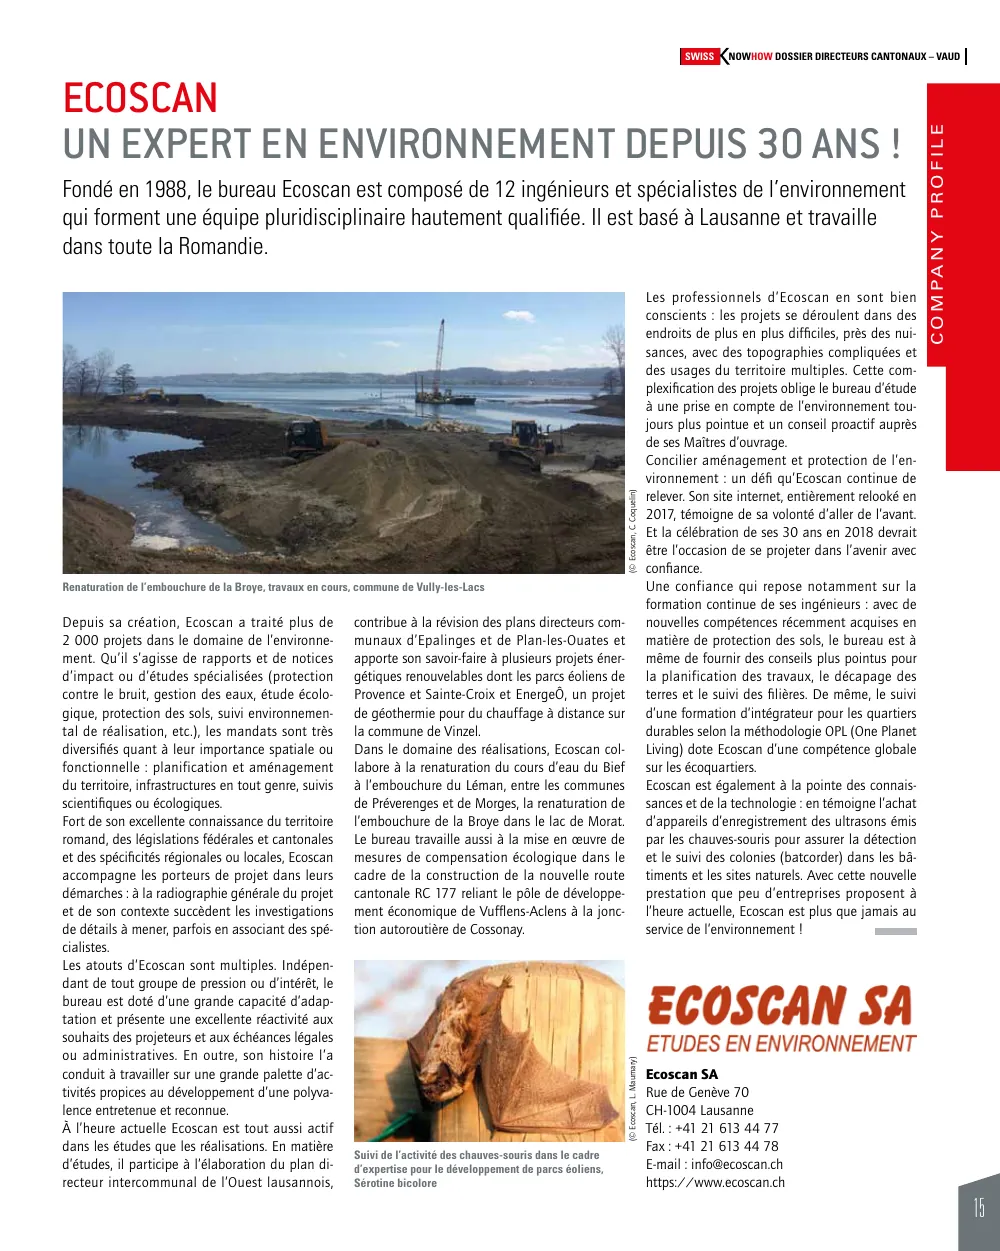 SWISS KNOWHOW DOSSIER DIRECTEURS CANTONAUX – VAUD
COMPANY PROFILE
ECOSCAN
UN EXPERT EN ENVIRONNEMENT DEPUIS 30 ANS !
Fondé en 1988, le bureau Ecoscan est composé de 12 ingénieurs et spécialistes de l’environnement
qui forment une équipe pluridisciplinaire hautement qualifiée. Il est basé à Lausanne et travaille
dans toute la Romandie.
(© Ecoscan, C Coquelin)
Renaturation de l’embouchure de la Broye, travaux en cours, commune de Vully-les-Lacs
Depuis sa création, Ecoscan a traité plus de
2 000 projets dans le domaine de l’environne-
ment. Qu’il s’agisse de rapports et de notices
d’impact ou d’études spécialisées (protection
contre le bruit, gestion des eaux, étude écolo-
gique, protection des sols, suivi environnemen-
tal de réalisation, etc.), les mandats sont très
diversifiés quant à leur importance spatiale ou
fonctionnelle : planification et aménagement
du territoire, infrastructures en tout genre, suivis
scientifiques ou écologiques.
Fort de son excellente connaissance du territoire
romand, des législations fédérales et cantonales
et des spécificités régionales ou locales, Ecoscan
accompagne les porteurs de projet dans leurs
démarches : à la radiographie générale du projet
et de son contexte succèdent les investigations
de détails à mener, parfois en associant des spé-
cialistes.
Les atouts d’Ecoscan sont multiples. Indépen-
dant de tout groupe de pression ou d’intérêt, le
bureau est doté d’une grande capacité d’adap-
tation et présente une excellente réactivité aux
souhaits des projeteurs et aux échéances légales
ou administratives. En outre, son histoire l’a
conduit à travailler sur une grande palette d’ac-
tivités propices au développement d’une polyva-
lence entretenue et reconnue.
À l’heure actuelle Ecoscan est tout aussi actif
dans les études que les réalisations. En matière
d’études, il participe à l’élaboration du plan di-
recteur intercommunal de l’Ouest lausannois,
contribue à la révision des plans directeurs com-
munaux d’Epalinges et de Plan-les-Ouates et
apporte son savoir-faire à plusieurs projets éner-
gétiques renouvelables dont les parcs éoliens de
Provence et Sainte-Croix et EnergeÔ, un projet
de géothermie pour du chauffage à distance sur
la commune de Vinzel.
Dans le domaine des réalisations, Ecoscan col-
labore à la renaturation du cours d’eau du Bief
à l’embouchure du Léman, entre les communes
de Préverenges et de Morges, la renaturation de
l’embouchure de la Broye dans le lac de Morat.
Le bureau travaille aussi à la mise en œuvre de
mesures de compensation écologique dans le
cadre de la construction de la nouvelle route
cantonale RC 177 reliant le pôle de développe-
ment économique de Vufflens-Aclens à la jonc-
tion autoroutière de Cossonay.
(© Ecoscan, L. Maumary)
Suivi de l’activité des chauves-souris dans le cadre
d’expertise pour le développement de parcs éoliens,
Sérotine bicolore
Les professionnels d’Ecoscan en sont bien
conscients : les projets se déroulent dans des
endroits de plus en plus difficiles, près des nui-
sances, avec des topographies compliquées et
des usages du territoire multiples. Cette com-
plexification des projets oblige le bureau d’étude
à une prise en compte de l’environnement tou-
jours plus pointue et un conseil proactif auprès
de ses Maîtres d’ouvrage.
Concilier aménagement et protection de l’en-
vironnement : un défi qu’Ecoscan continue de
relever. Son site internet, entièrement relooké en
2017, témoigne de sa volonté d’aller de l’avant.
Et la célébration de ses 30 ans en 2018 devrait
être l’occasion de se projeter dans l’avenir avec
confiance.
Une confiance qui repose notamment sur la
formation continue de ses ingénieurs : avec de
nouvelles compétences récemment acquises en
matière de protection des sols, le bureau est à
même de fournir des conseils plus pointus pour
la planification des travaux, le décapage des
terres et le suivi des filières. De même, le suivi
d’une formation d’intégrateur pour les quartiers
durables selon la méthodologie OPL (One Planet
Living) dote Ecoscan d’une compétence globale
sur les écoquartiers.
Ecoscan est également à la pointe des connais-
sances et de la technologie : en témoigne l’achat
d’appareils d’enregistrement des ultrasons émis
par les chauves-souris pour assurer la détection
et le suivi des colonies (batcorder) dans les bâ-
timents et les sites naturels. Avec cette nouvelle
prestation que peu d’entreprises proposent à
l’heure actuelle, Ecoscan est plus que jamais au
service de l’environnement !
ECOSCAN SA
ETUDES EN ENVIRONNEMENT
Ecoscan SA
Rue de Genève 70
CH-1004 Lausanne
Tél. : +41 21 613 44 77
Fax : +41 21 613 44 78
E-mail : info@ecoscan.ch
https://www.ecoscan.ch
15